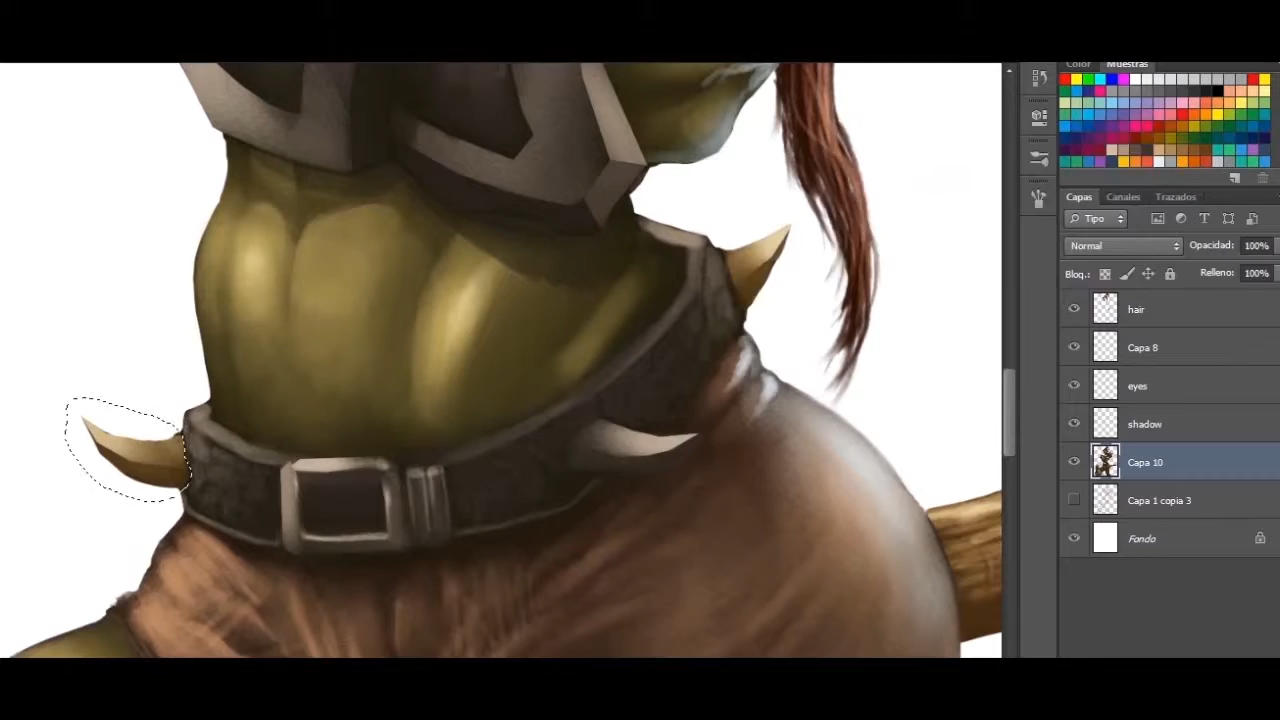 Color Muestras
Capas Canales Trazados
Tipo
Normal Opacidad: 100%
Bloq.: Relleno: 100%
hair
Capa 8
eyes
shadow
Capa 10
Capa 1 copia 3
Fondo